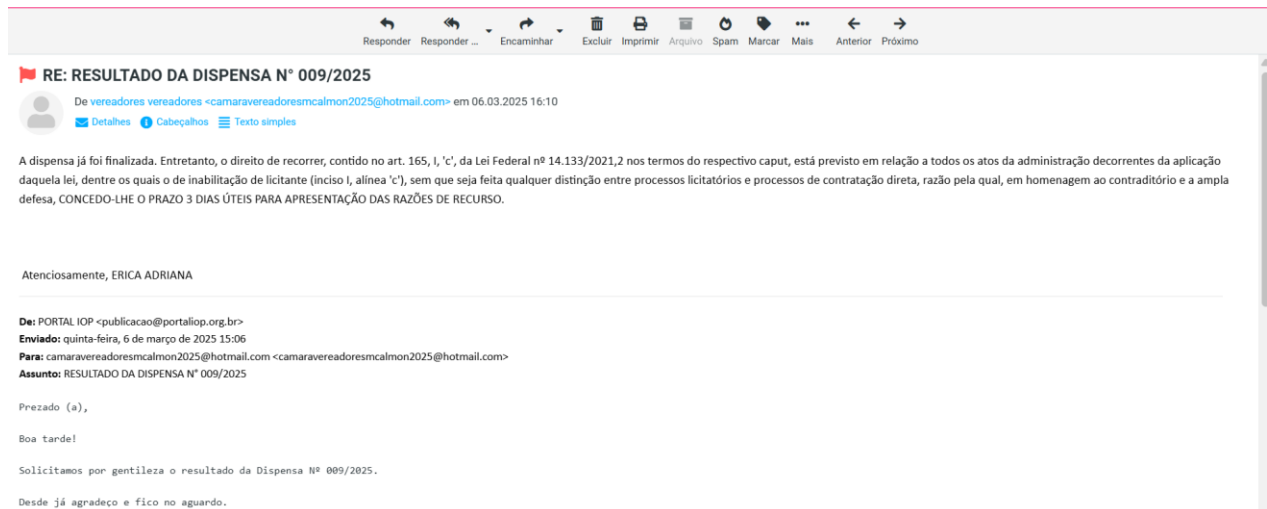 Responder Responder ... Encaminhar Excluir Imprimir Arquivo Spam Marcar Mais Anterior Próximo
RE: RESULTADO DA DISPENSA N° 009/2025
De vereadores vereadores <camaravereadoresmcalmon2025@hotmail.com> em 06.03.2025 16:10
Detalhes Cabeçalhos Texto simples
A dispensa já foi finalizada. Entretanto, o direito de recorrer, contido no art. 165, I, 'c', da Lei Federal nº 14.133/2021,2 nos termos do respectivo caput, está previsto em relação a todos os atos da administração decorrentes da aplicação
daquela lei, dentre os quais o de inabilitação de licitante (inciso I, alínea 'c'), sem que seja feita qualquer distinção entre processos licitatórios e processos de contratação direta, razão pela qual, em homenagem ao contraditório e a ampla
defesa, CONCEDO-LHE O PRAZO 3 DIAS ÚTEIS PARA APRESENTAÇÃO DAS RAZÕES DE RECURSO.
Atenciosamente, ERICA ADRIANA
De: PORTAL IOP <publicacao@portaliop.org.br>
Enviado: quinta-feira, 6 de março de 2025 15:06
Para: camaravereadoresmcalmon2025@hotmail.com <camaravereadoresmcalmon2025@hotmail.com>
Assunto: RESULTADO DA DISPENSA N° 009/2025
Prezado (a),
Boa tarde!
Solicitamos por gentileza o resultado da Dispensa Nº 009/2025.
Desde já agradeço e fico no aguardo.